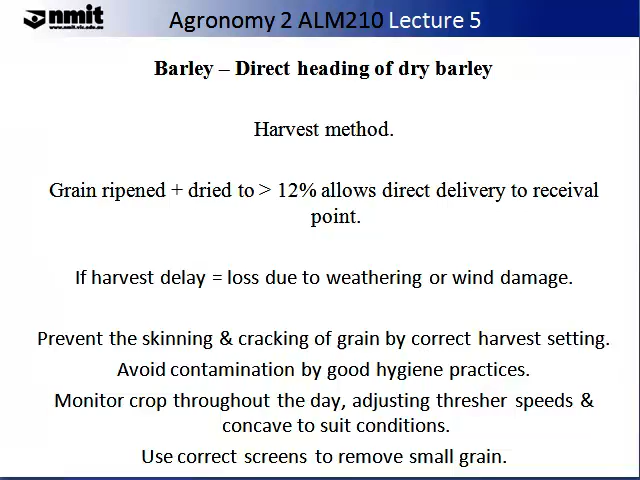 nmit
www.nmit.vic.edu.au
Agronomy 2 ALM210 Lecture 5
Barley – Direct heading of dry barley
Harvest method.
Grain ripened + dried to > 12% allows direct delivery to receival
point.
If harvest delay = loss due to weathering or wind damage.
Prevent the skinning & cracking of grain by correct harvest setting.
Avoid contamination by good hygiene practices.
Monitor crop throughout the day, adjusting thresher speeds &
concave to suit conditions.
Use correct screens to remove small grain.